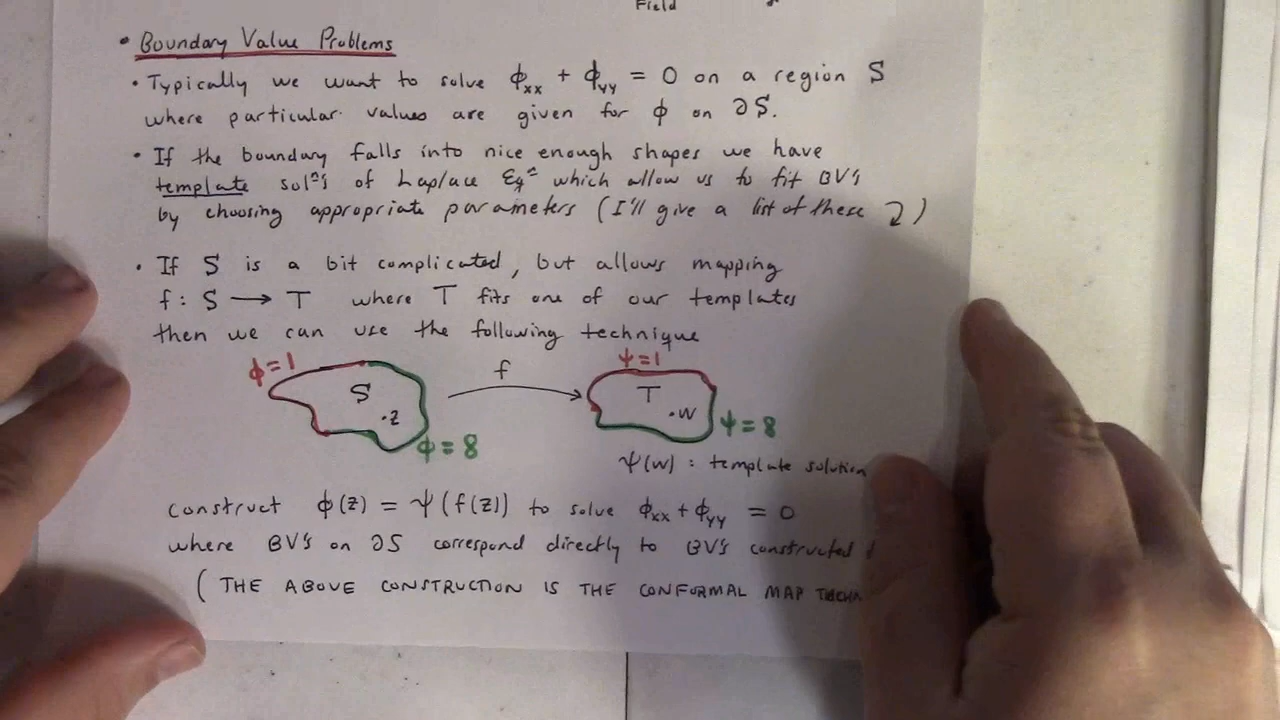 Field
• Boundary Value Problems
• Typically we want to solve ϕxx + ϕyy = 0 on a region S
where particular values are given for ϕ on ∂S.
• If the boundary falls into nice enough shapes we have
template solⁿs of Laplace Eqⁿ which allow us to fit BV's
by choosing appropriate parameters (I'll give a list of these ⤵)
• If S is a bit complicated, but allows mapping
f: S → T where T fits one of our templates
then we can use the following technique
ϕ=1 f ψ=1
S T
•z •w
ϕ = 8 ψ = 8
ψ(w) : template solution
construct ϕ(z) = ψ(f(z)) to solve ϕxx + ϕyy = 0
where BV's on ∂S correspond directly to BV's constructed
(THE ABOVE CONSTRUCTION IS THE CONFORMAL MAP